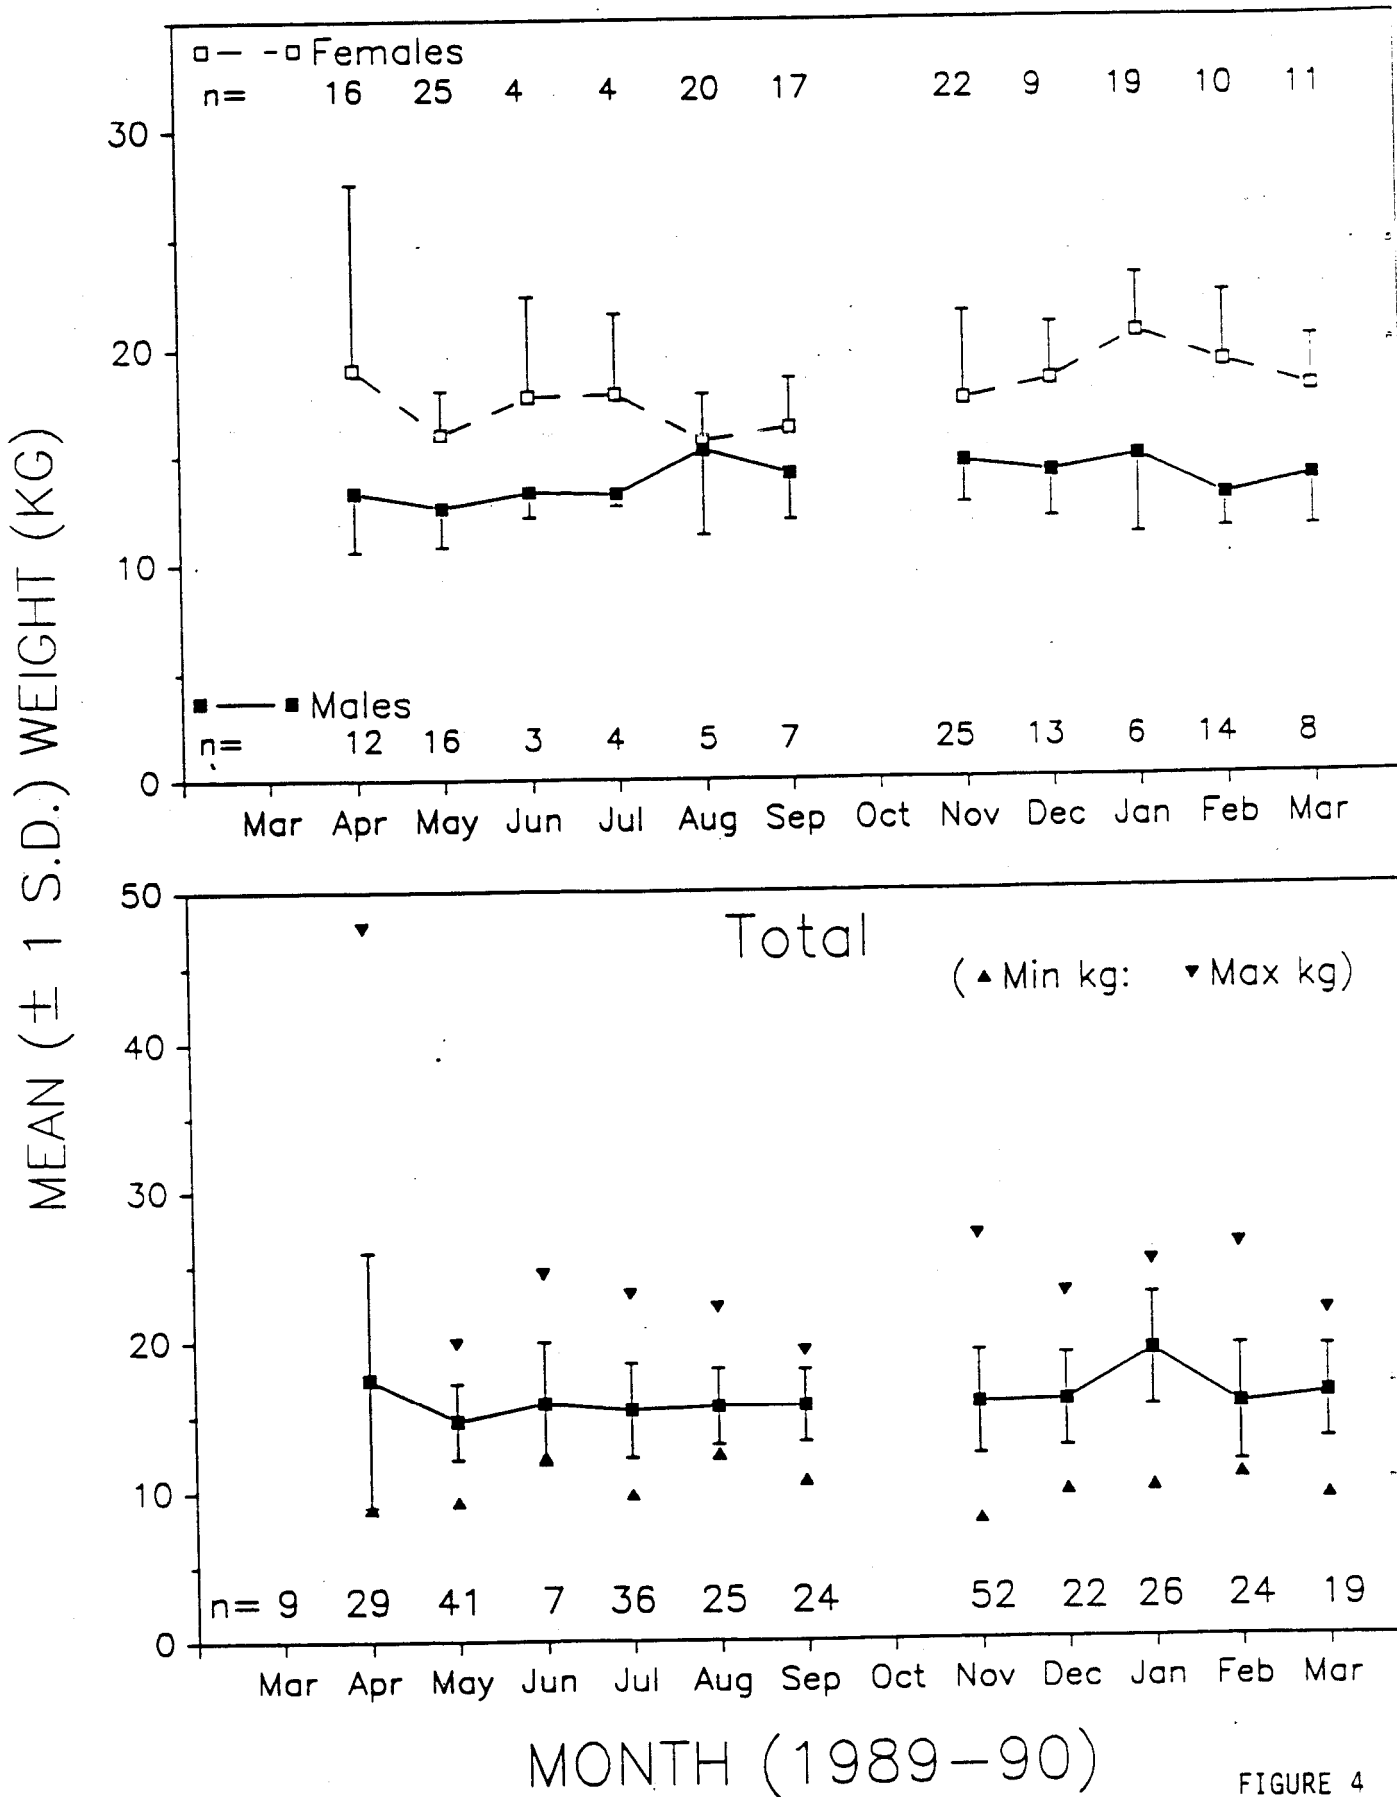 MEAN (± 1 S.D.) WEIGHT (KG)
Females
n= 16 25 4 4 20 17 22 9 19 10 11
30
20
10
0
Males
n= 12 16 3 4 5 7 25 13 6 14 8
Mar Apr May Jun Jul Aug Sep Oct Nov Dec Jan Feb Mar
50
Total
(▲ Min kg: ▼ Max kg)
40
30
20
10
n= 9 29 41 7 36 25 24 52 22 26 24 19
0
Mar Apr May Jun Jul Aug Sep Oct Nov Dec Jan Feb Mar
MONTH (1989-90)
FIGURE 4